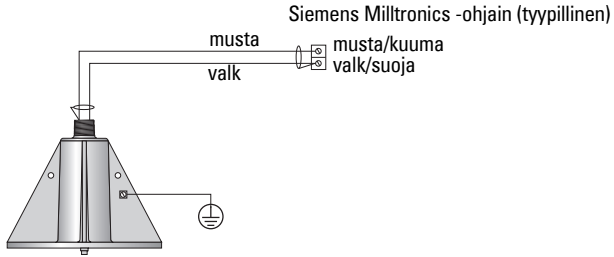 Siemens Milltronics -ohjain (tyypillinen)
musta
musta/kuuma
valk
valk/suoja